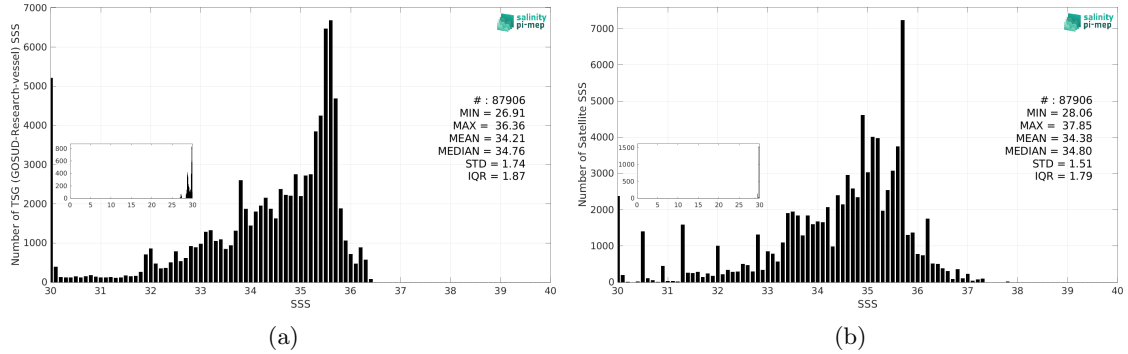 7000
6000
5000
4000
3000
2000
1000
0
Number of TSG (GOSUD-Research-vessel) SSS
30 31 32 33 34 35 36 37 38 39 40
SSS
salinity
pi-mep
# : 87906
MIN = 26.91
MAX = 36.36
MEAN = 34.21
MEDIAN = 34.76
STD = 1.74
IQR = 1.87
800
600
400
200
0
0 5 10 15 20 25 30
(a)
7000
6000
5000
4000
3000
2000
1000
0
Number of Satellite SSS
30 31 32 33 34 35 36 37 38 39 40
SSS
salinity
pi-mep
# : 87906
MIN = 28.06
MAX = 37.85
MEAN = 34.38
MEDIAN = 34.80
STD = 1.51
IQR = 1.79
1500
1000
500
0
0 5 10 15 20 25 30
(b)